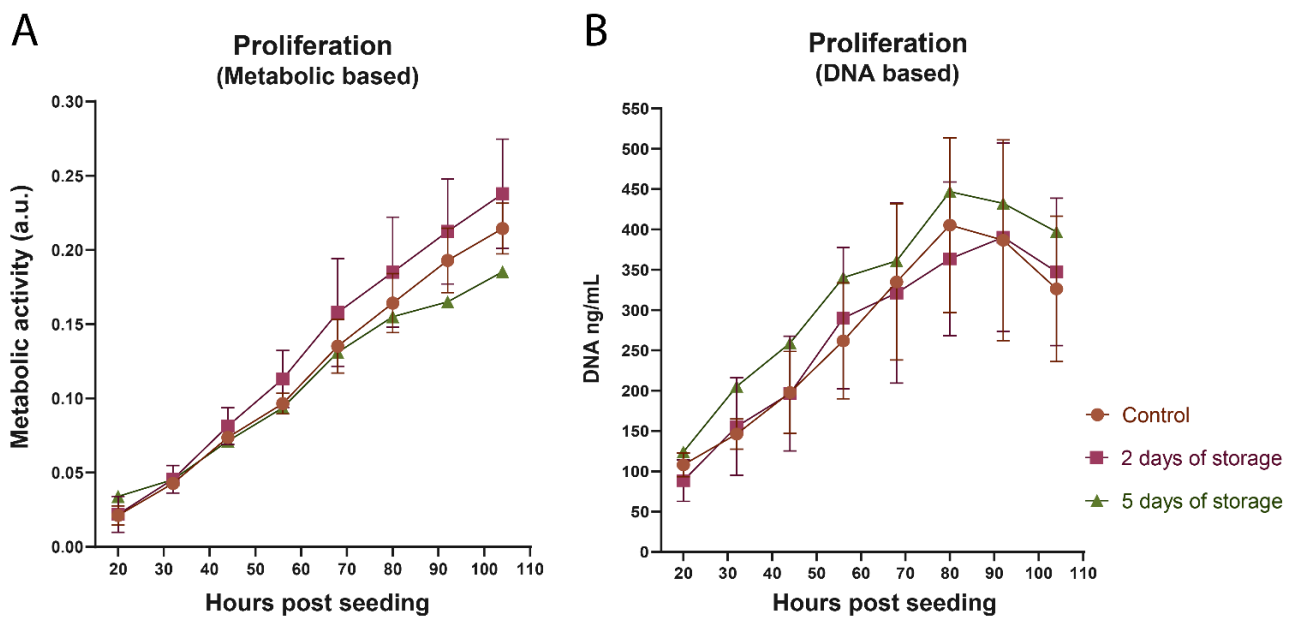 A
Proliferation
(Metabolic based)
0.30
0.25
0.20
0.15
0.10
0.05
0.00
Metabolic activity (a.u.)
20 30 40 50 60 70 80 90 100 110
Hours post seeding
B
Proliferation
(DNA based)
550
500
450
400
350
300
250
200
150
100
50
0
DNA ng/mL
20 30 40 50 60 70 80 90 100 110
Hours post seeding
Control
2 days of storage
5 days of storage